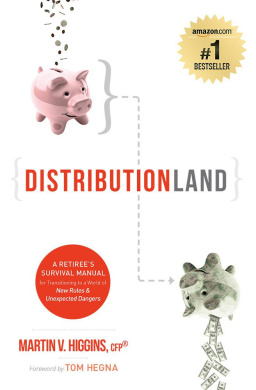 amazon.com
#1
BESTSELLER
{DISTRIBUTIONLAND}
A RETIREE'S
SURVIVAL MANUAL
for Transitioning to a World of
New Rules &
Unexpected Dangers
MARTIN V. HIGGINS, CFP®
Foreword by TOM HEGNA